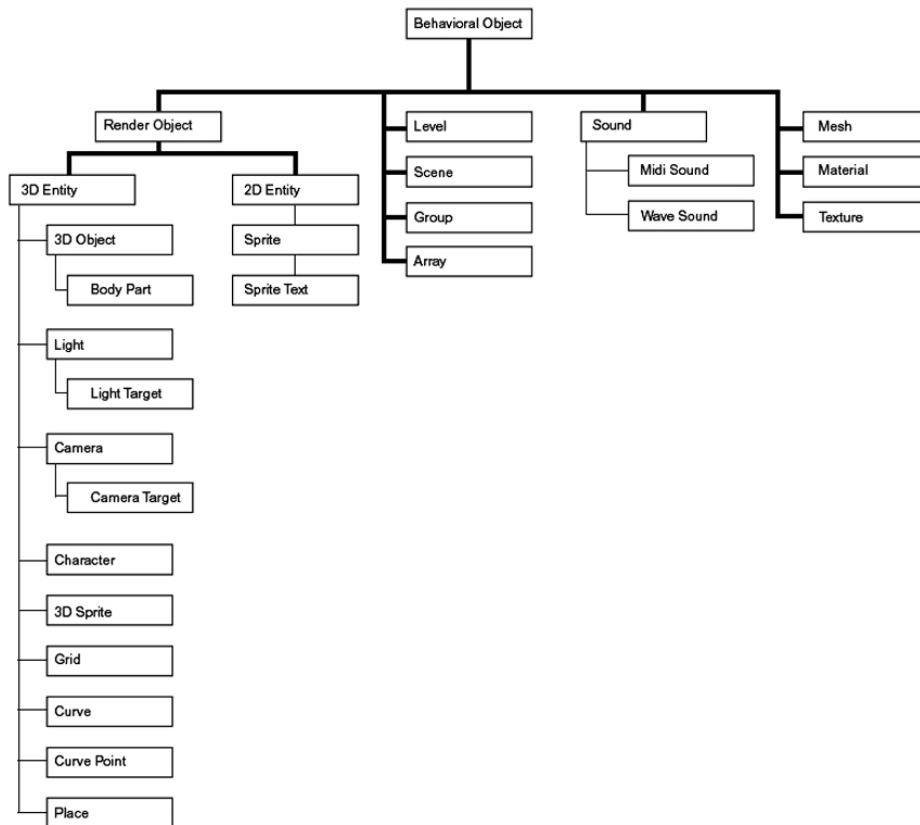 Behavioral Object
Render Object
Level
Sound
Mesh
Scene
Midi Sound
Material
3D Entity
2D Entity
Group
Wave Sound
Texture
3D Object
Sprite
Array
Body Part
Sprite Text
Light
Light Target
Camera
Camera Target
Character
3D Sprite
Grid
Curve
Curve Point
Place